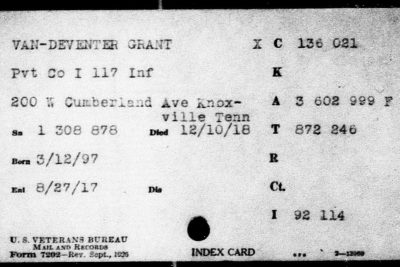 VAN-DEVENTER GRANT X C 136 021
Pvt Co I 117 Inf K
200 W Cumberland Ave Knox- A 3 602 999 F
ville Tenn
Sn 1 308 878 Died 12/10/18 T 872 246
Born 3/12/97 R
Enl 8/27/17 Dis Ct.
I 92 114
U. S. VETERANS BUREAU
MAIL AND RECORDS
Form 7202—Rev. Sept., 1926 INDEX CARD